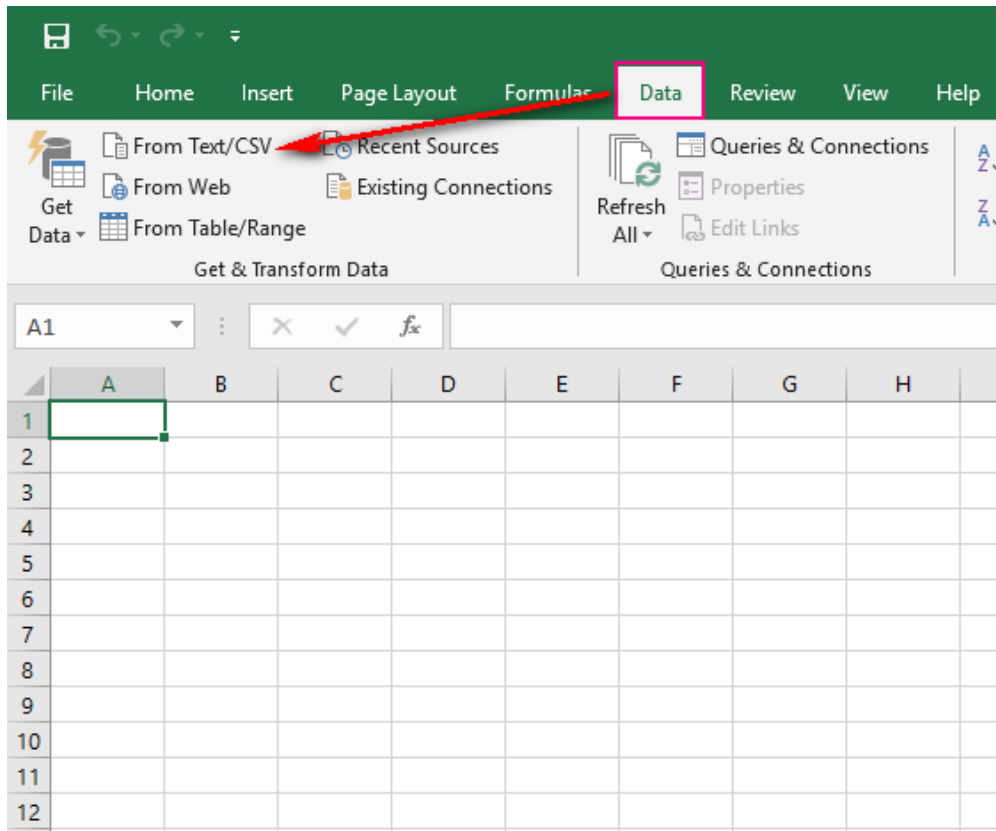 File Home Insert Page Layout Formulas Data Review View Help
From Text/CSV Recent Sources Queries & Connections
From Web Existing Connections Properties
Get Data From Table/Range Refresh All Edit Links
Get & Transform Data Queries & Connections
A1 fx
A B C D E F G H
1
2
3
4
5
6
7
8
9
10
11
12